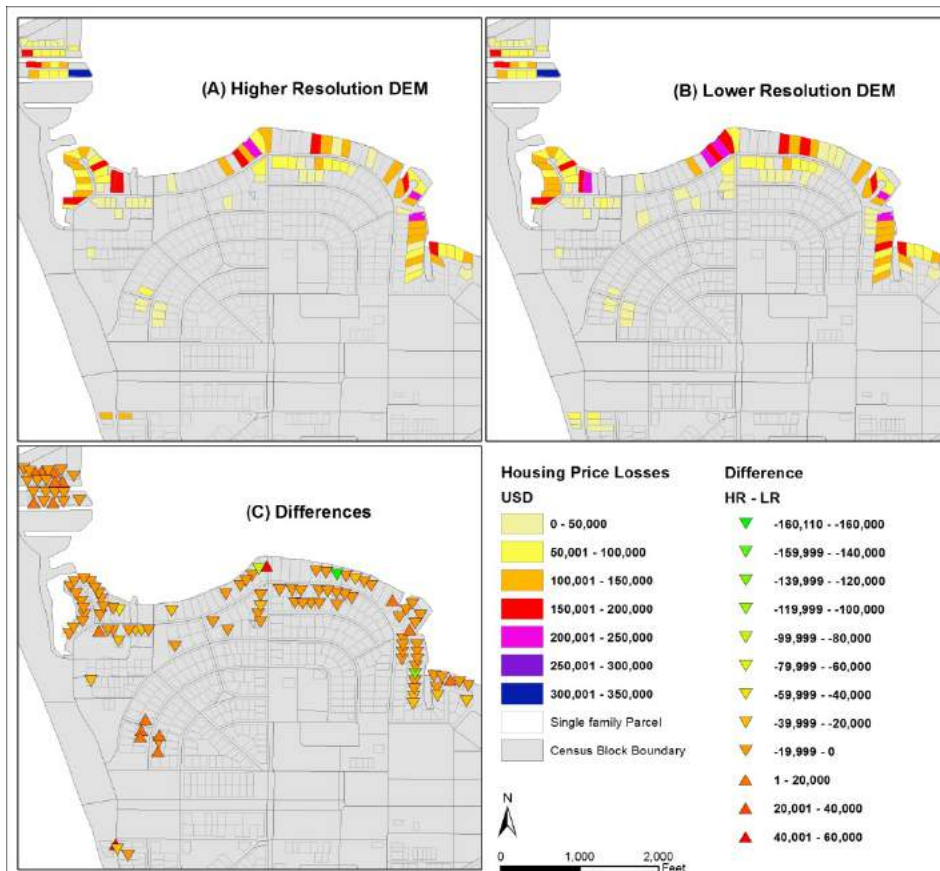 (A) Higher Resolution DEM
(B) Lower Resolution DEM
(C) Differences
Housing Price Losses
USD
0 - 50,000
50,001 - 100,000
100,001 - 150,000
150,001 - 200,000
200,001 - 250,000
250,001 - 300,000
300,001 - 350,000
Single family Parcel
Census Block Boundary
Difference
HR - LR
-160,110 - -160,000
-159,999 - -140,000
-139,999 - -120,000
-119,999 - -100,000
-99,999 - -80,000
-79,999 - -60,000
-59,999 - -40,000
-39,999 - -20,000
-19,999 - 0
1 - 20,000
20,001 - 40,000
40,001 - 60,000
N
0 1,000 2,000
Feet